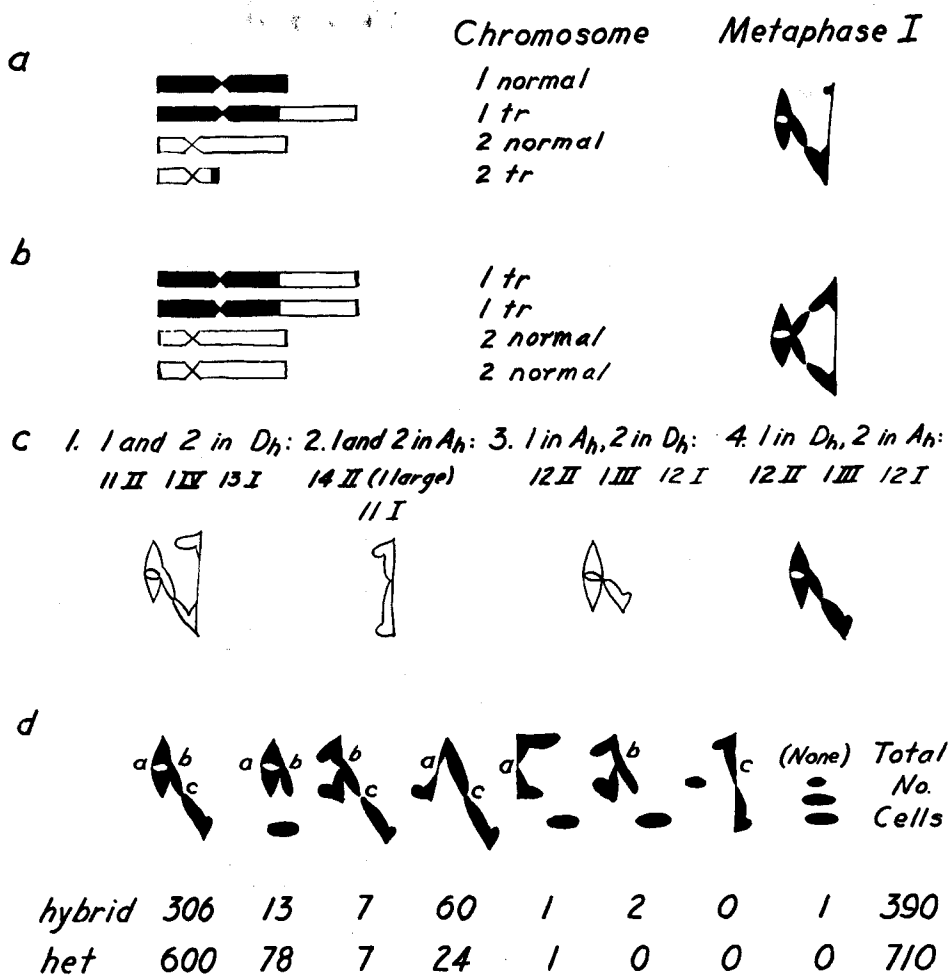 Chromosome Metaphase I
a
1 normal
1 tr
2 normal
2 tr
b
1 tr
1 tr
2 normal
2 normal
c 1. 1 and 2 in Dh: 2. 1 and 2 in Ah: 3. 1 in Ah, 2 in Dh: 4. 1 in Dh, 2 in Ah:
11 II 1 IV 13 I 14 II (1 large) 12 II 1 III 12 I 12 II 1 III 12 I
11 I
d
a b c a b b c a c a b c (None) Total
No.
Cells
hybrid 306 13 7 60 1 2 0 1 390
het 600 78 7 24 1 0 0 0 710